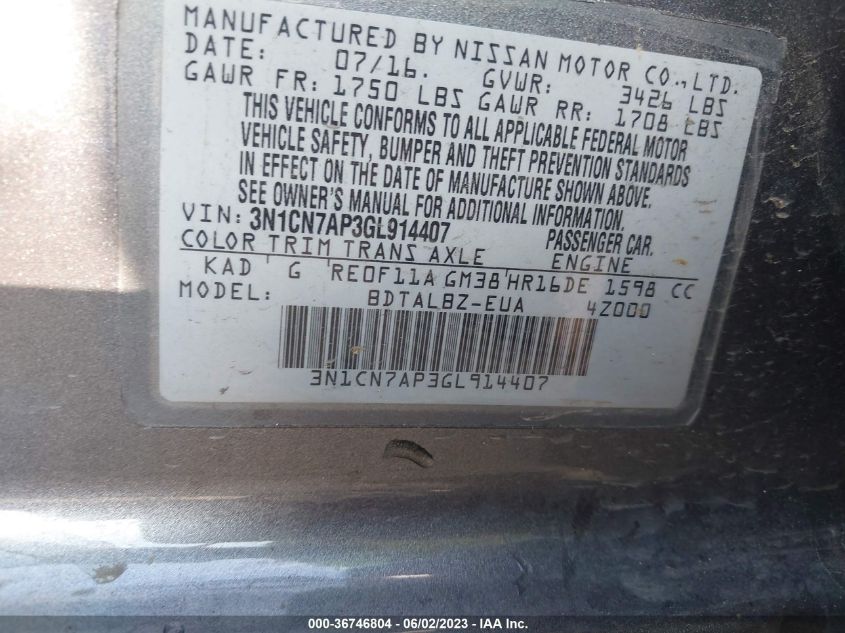 MANUFACTURED BY NISSAN MOTOR CO.,LTD.
DATE: 07/16. GVWR: 3426 LBS
GAWR FR: 1750 LBS GAWR RR: 1708 LBS
THIS VEHICLE CONFORMS TO ALL APPLICABLE FEDERAL MOTOR
VEHICLE SAFETY, BUMPER AND THEFT PREVENTION STANDARDS
IN EFFECT ON THE DATE OF MANUFACTURE SHOWN ABOVE.
SEE OWNER'S MANUAL FOR ADDITIONAL INFORMATION.
VIN: 3N1CN7AP3GL914407 PASSENGER CAR.
COLOR TRIM TRANS AXLE ENGINE
KAD G RE0F11A GM38 HR16DE 1598 CC
MODEL: BDTALBZ-EUA 4Z000
3N1CN7AP3GL914407
000-36746804 - 06/02/2023 - IAA Inc.